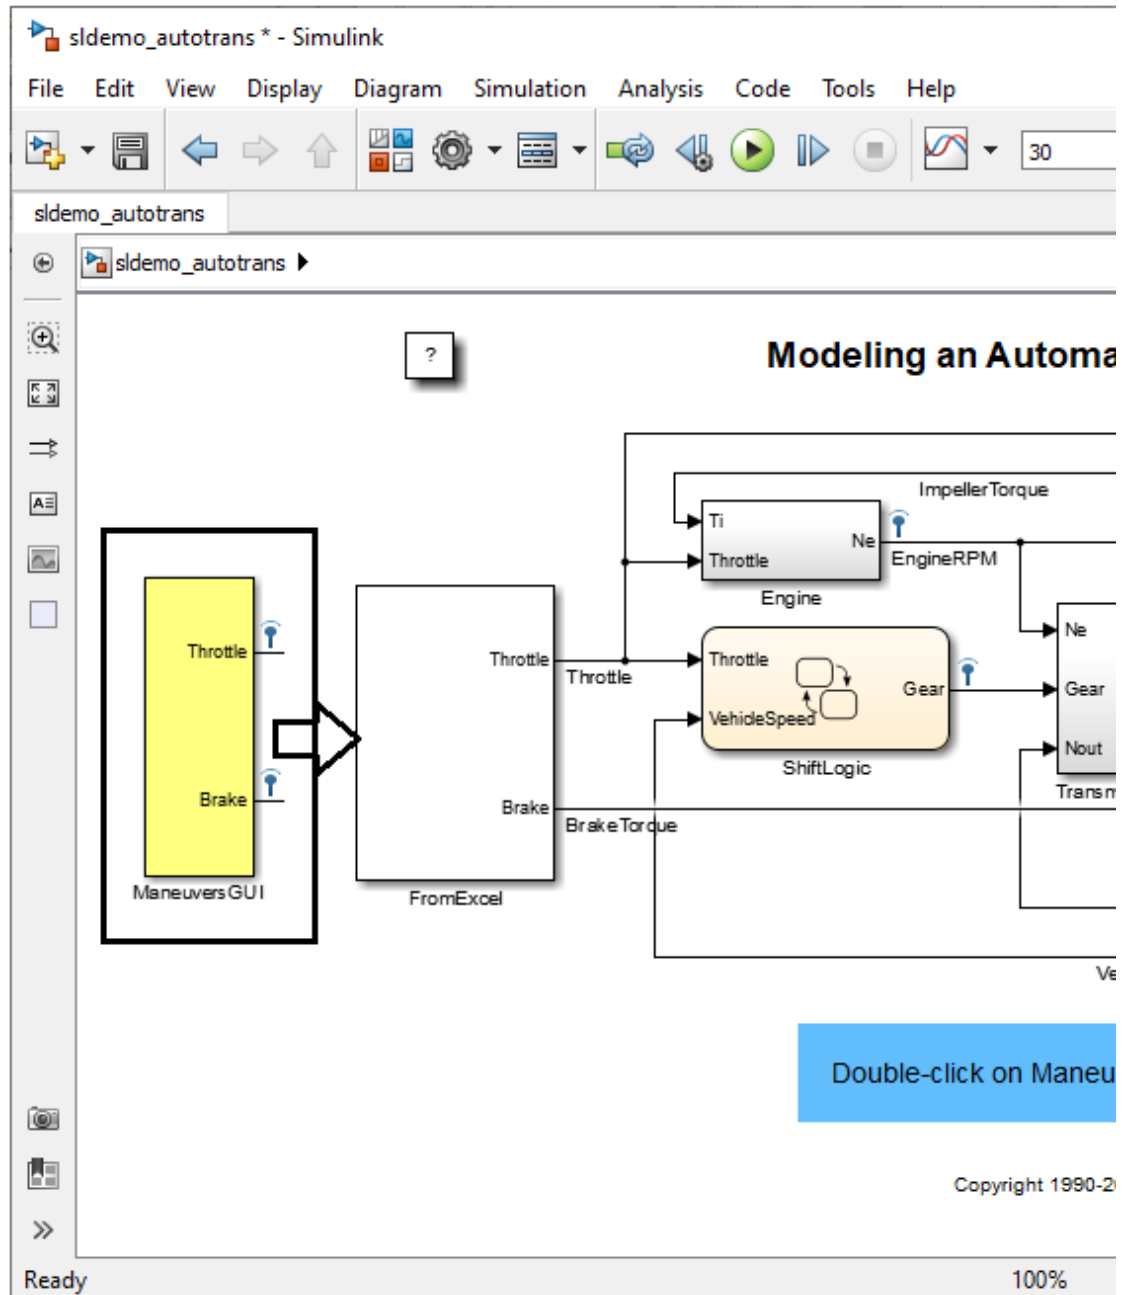 sldemo_autotrans * - Simulink
File Edit View Display Diagram Simulation Analysis Code Tools Help
30
sldemo_autotrans
sldemo_autotrans
?
Modeling an Automa
ImpellerTorque
Ti
Ne
Throttle
EngineRPM
Engine
Throttle
Brake
ManeuversGUI
Throttle
Brake
FromExcel
Throttle
BrakeTorque
Throttle
VehicleSpeed
Gear
ShiftLogic
Ne
Gear
Nout
Transm
Ve
Double-click on Maneu
Copyright 1990-2
Ready
100%